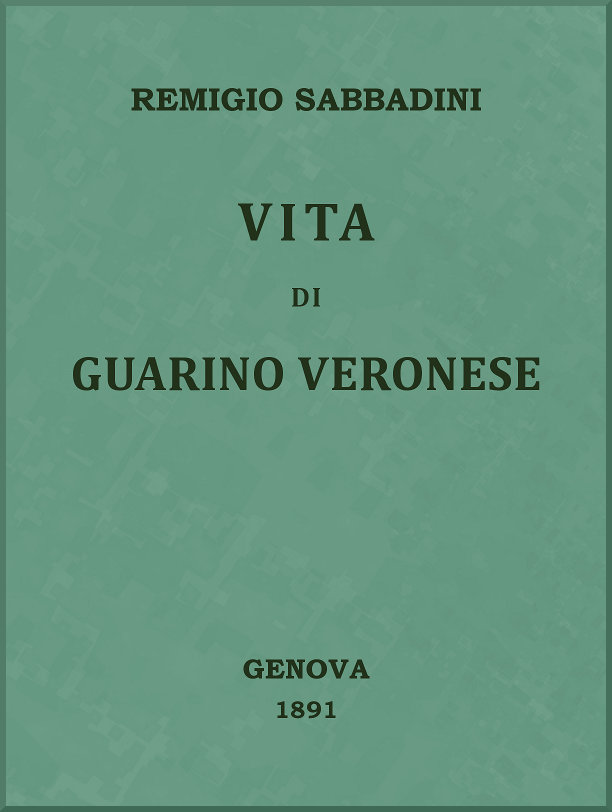 REMIGIO SABBADINI
VITA
DI
GUARINO VERONESE
GENOVA
1891